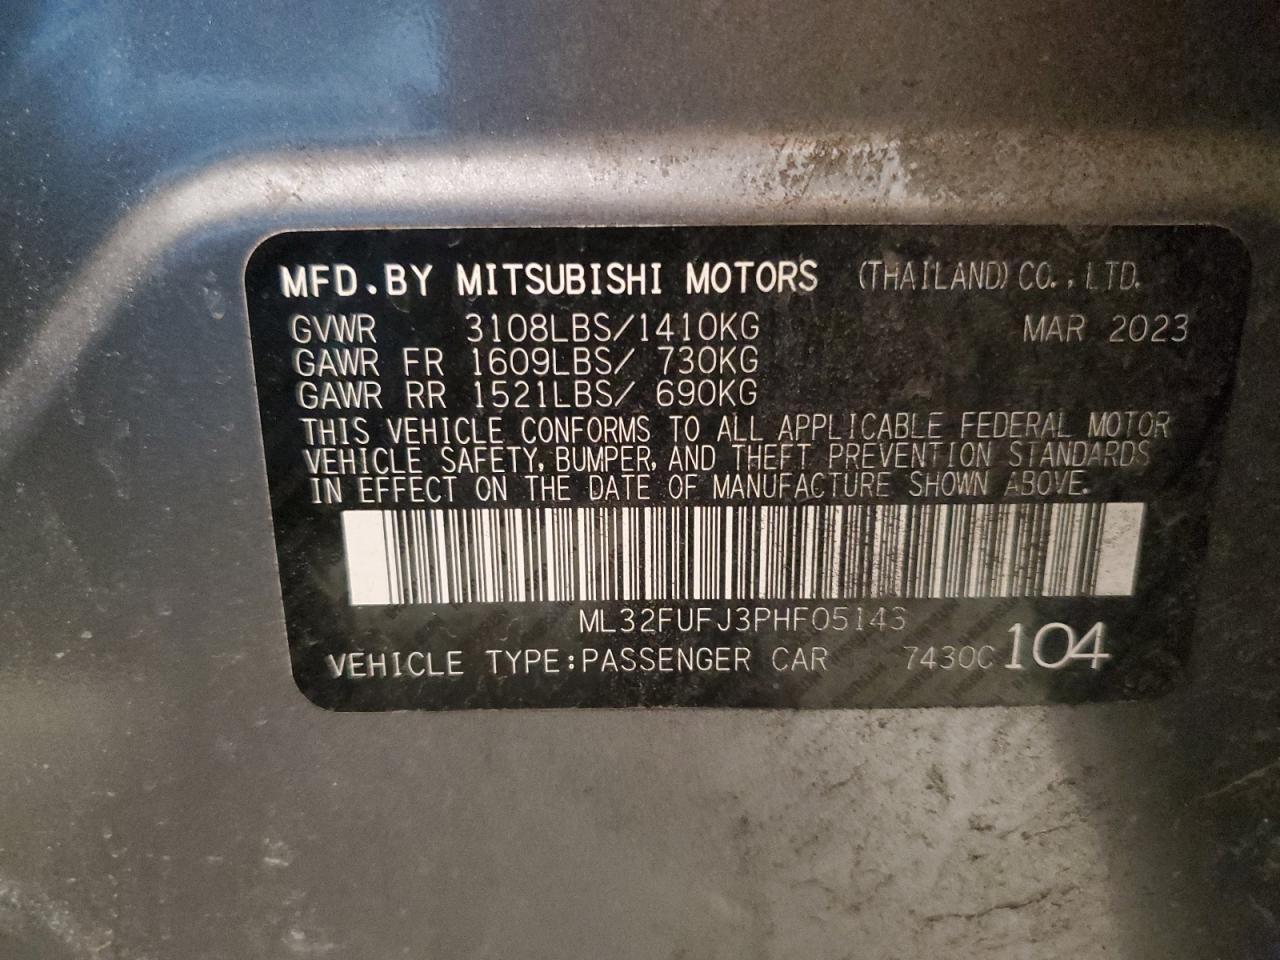 MFD.BY MITSUBISHI MOTORS (THAILAND) CO.,LTD.
GVWR 3108LBS/1410KG MAR 2023
GAWR FR 1609LBS/ 730KG
GAWR RR 1521LBS/ 690KG
THIS VEHICLE CONFORMS TO ALL APPLICABLE FEDERAL MOTOR
VEHICLE SAFETY, BUMPER, AND THEFT PREVENTION STANDARDS
IN EFFECT ON THE DATE OF MANUFACTURE SHOWN ABOVE.
ML32FUFJ3PHF05143
VEHICLE TYPE:PASSENGER CAR 7430C 104